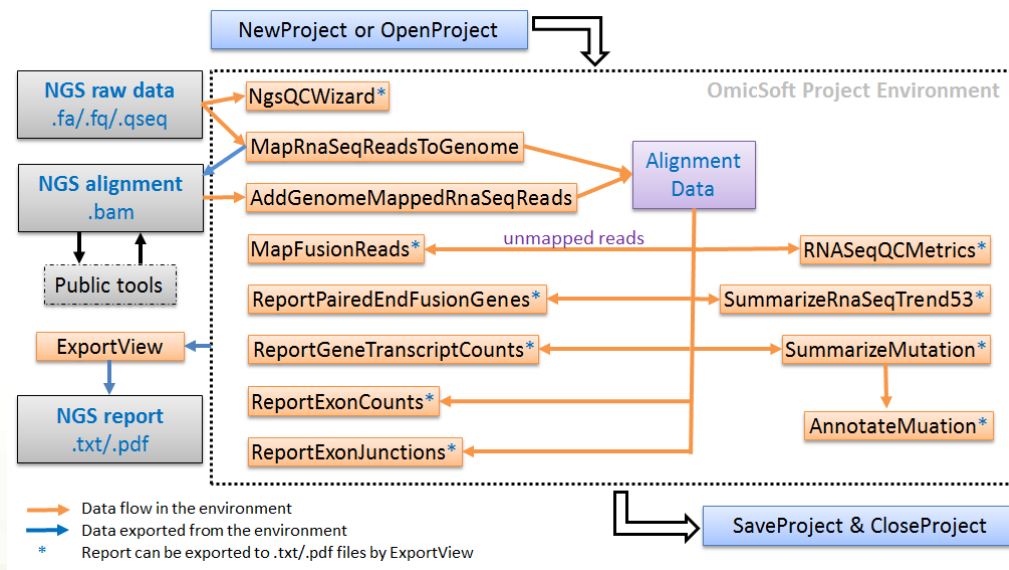 NewProject or OpenProject
OmicSoft Project Environment
NGS raw data
.fa/.fq/.qseq
NgsQCWizard*
MapRnaSeqReadsToGenome
Alignment
Data
NGS alignment
.bam
AddGenomeMappedRnaSeqReads
unmapped reads
MapFusionReads*
RNASeqQCMetrics*
Public tools
ReportPairedEndFusionGenes*
SummarizeRnaSeqTrend53*
ExportView
ReportGeneTranscriptCounts*
SummarizeMutation*
NGS report
.txt/.pdf
ReportExonCounts*
AnnotateMuation*
ReportExonJunctions*
Data flow in the environment
Data exported from the environment
* Report can be exported to .txt/.pdf files by ExportView
SaveProject & CloseProject